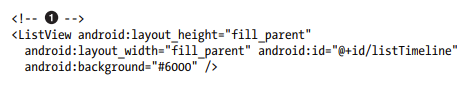 <!-- ❶ -->
<ListView android:layout_height="fill_parent"
android:layout_width="fill_parent" android:id="@+id/listTimeline"
android:background="#6000" />